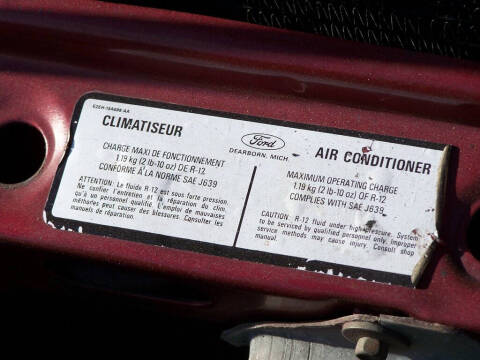 CLIMATISEUR
CHARGE MAXI DE FONCTIONNEMENT
1.19 kg (2 lb-10 oz) DE R-12
CONFORME À LA NORME SAE J639
ATTENTION: Le fluide R-12 est sous forte pression.
Ne confier l'entretien et la réparation du clim
qu'à un personnel qualifié. L'emploi de mauvaises
méthodes peut causer des blessures. Consulter les
manuels de réparation.
Ford
DEARBORN, MICH.
AIR CONDITIONER
MAXIMUM OPERATING CHARGE
1.19 kg (2 lb-10 oz) OF R-12
COMPLIES WITH SAE J639
CAUTION: R-12 fluid under high pressure. System
to be serviced by qualified personnel only. Improper
service methods may cause injury. Consult shop
manual.